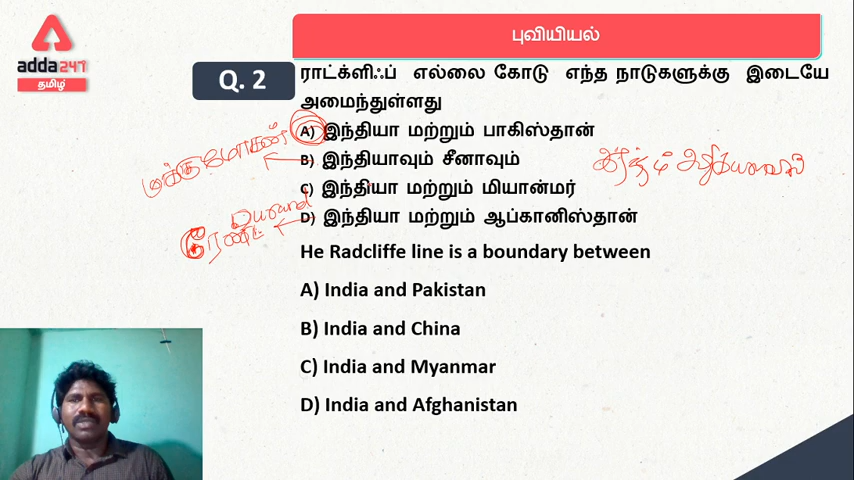 புவியியல்
adda247
தமிழ்
Q. 2
ராட்க்ளிஃப் எல்லை கோடு எந்த நாடுகளுக்கு இடையே
அமைந்துள்ளது
A) இந்தியா மற்றும் பாகிஸ்தான்
B) இந்தியாவும் சீனாவும்
C) இந்தியா மற்றும் மியான்மர்
D) இந்தியா மற்றும் ஆப்கானிஸ்தான்
Durand
He Radcliffe line is a boundary between
A) India and Pakistan
B) India and China
C) India and Myanmar
D) India and Afghanistan